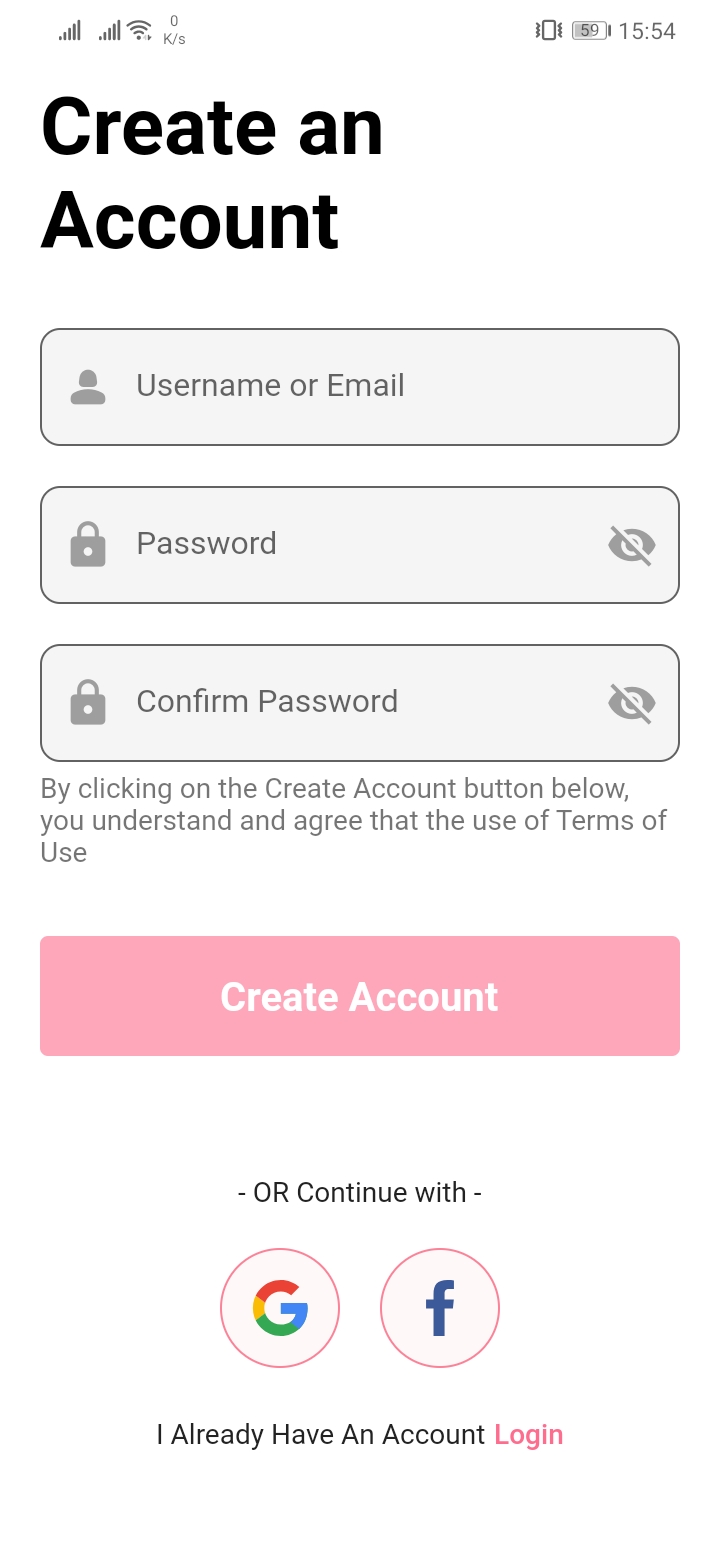 0
K/s
59
15:54
Create an
Account
Username or Email
Password
Confirm Password
By clicking on the Create Account button below,
you understand and agree that the use of Terms of
Use
Create Account
- OR Continue with -
I Already Have An Account Login